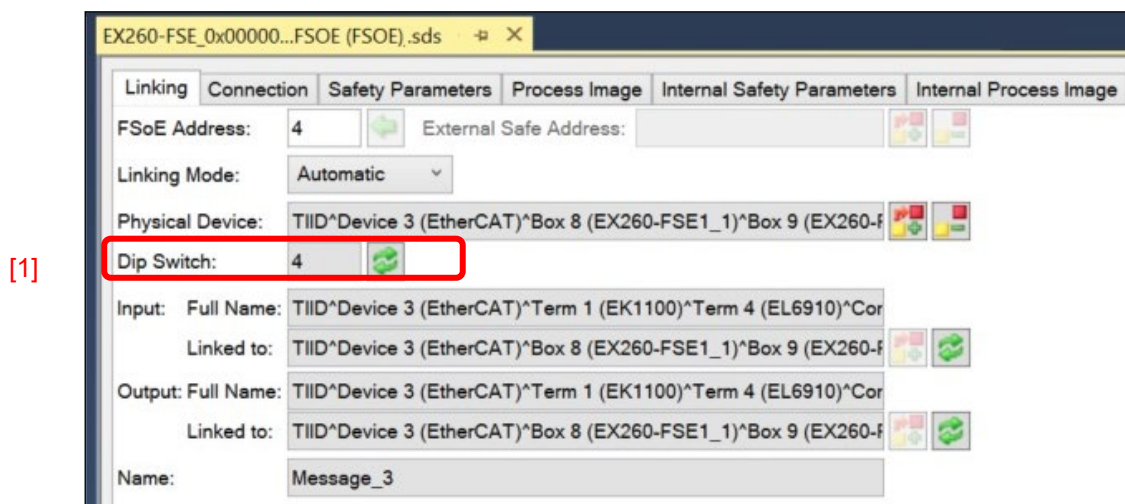 EX260-FSE_0x00000...FSOE (FSOE).sds
Linking Connection Safety Parameters Process Image Internal Safety Parameters Internal Process Image
FSoE Address: 4 External Safe Address:
Linking Mode: Automatic
Physical Device: TIID^Device 3 (EtherCAT)^Box 8 (EX260-FSE1_1)^Box 9 (EX260-F
[1] Dip Switch: 4
Input: Full Name: TIID^Device 3 (EtherCAT)^Term 1 (EK1100)^Term 4 (EL6910)^Cor
Linked to: TIID^Device 3 (EtherCAT)^Box 8 (EX260-FSE1_1)^Box 9 (EX260-F
Output: Full Name: TIID^Device 3 (EtherCAT)^Term 1 (EK1100)^Term 4 (EL6910)^Cor
Linked to: TIID^Device 3 (EtherCAT)^Box 8 (EX260-FSE1_1)^Box 9 (EX260-F
Name: Message_3